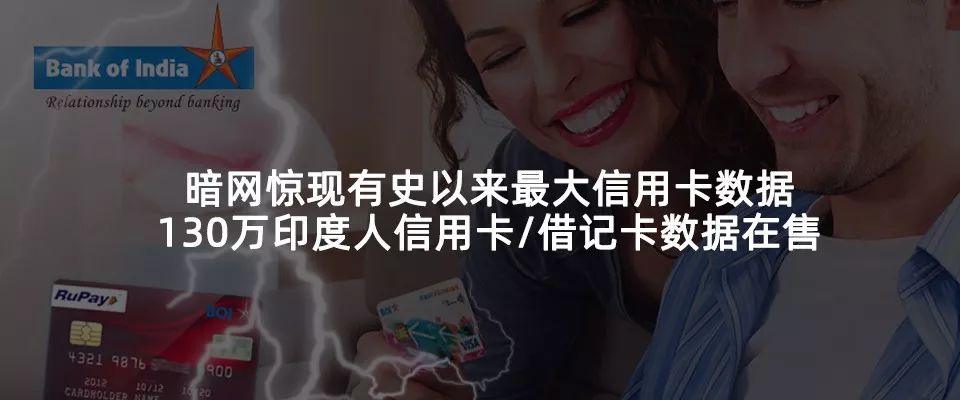 Bank of India
Relationship beyond banking
暗网惊现有史以来最大信用卡数据
130万印度人信用卡/借记卡数据在售
RuPay
BOI
BOI
VISA
4321 9876
900
2012 10/12 10/20
CARDHOLDER NAME